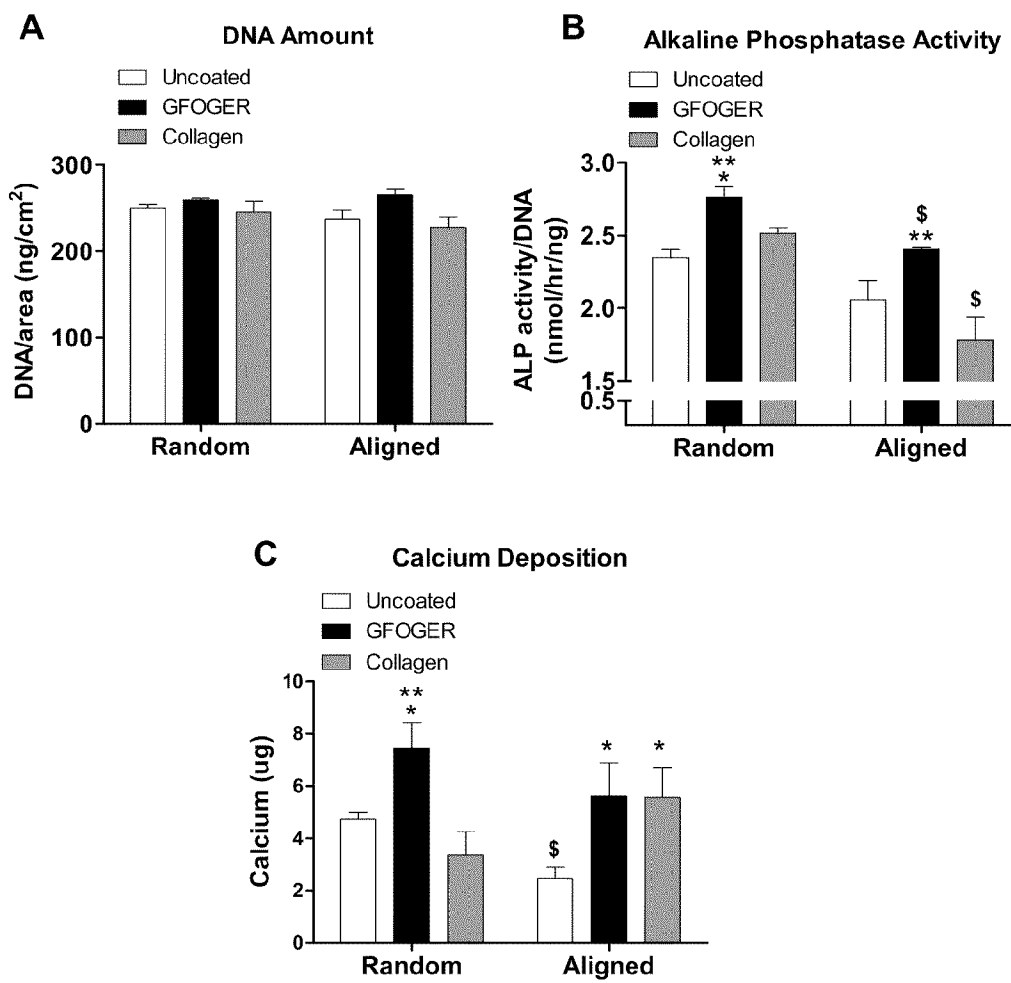 A
DNA Amount
Uncoated
GFOGER
Collagen
DNA/area (ng/cm²)
300
200
100
0
Random Aligned
B
Alkaline Phosphatase Activity
Uncoated
GFOGER
Collagen
ALP activity/DNA
(nmol/hr/ng)
3.0
2.5
2.0
1.5
0.5
**
*
$
**
$
Random Aligned
C
Calcium Deposition
Uncoated
GFOGER
Collagen
Calcium (ug)
10
8
6
4
2
0
**
*
$
*
*
Random Aligned